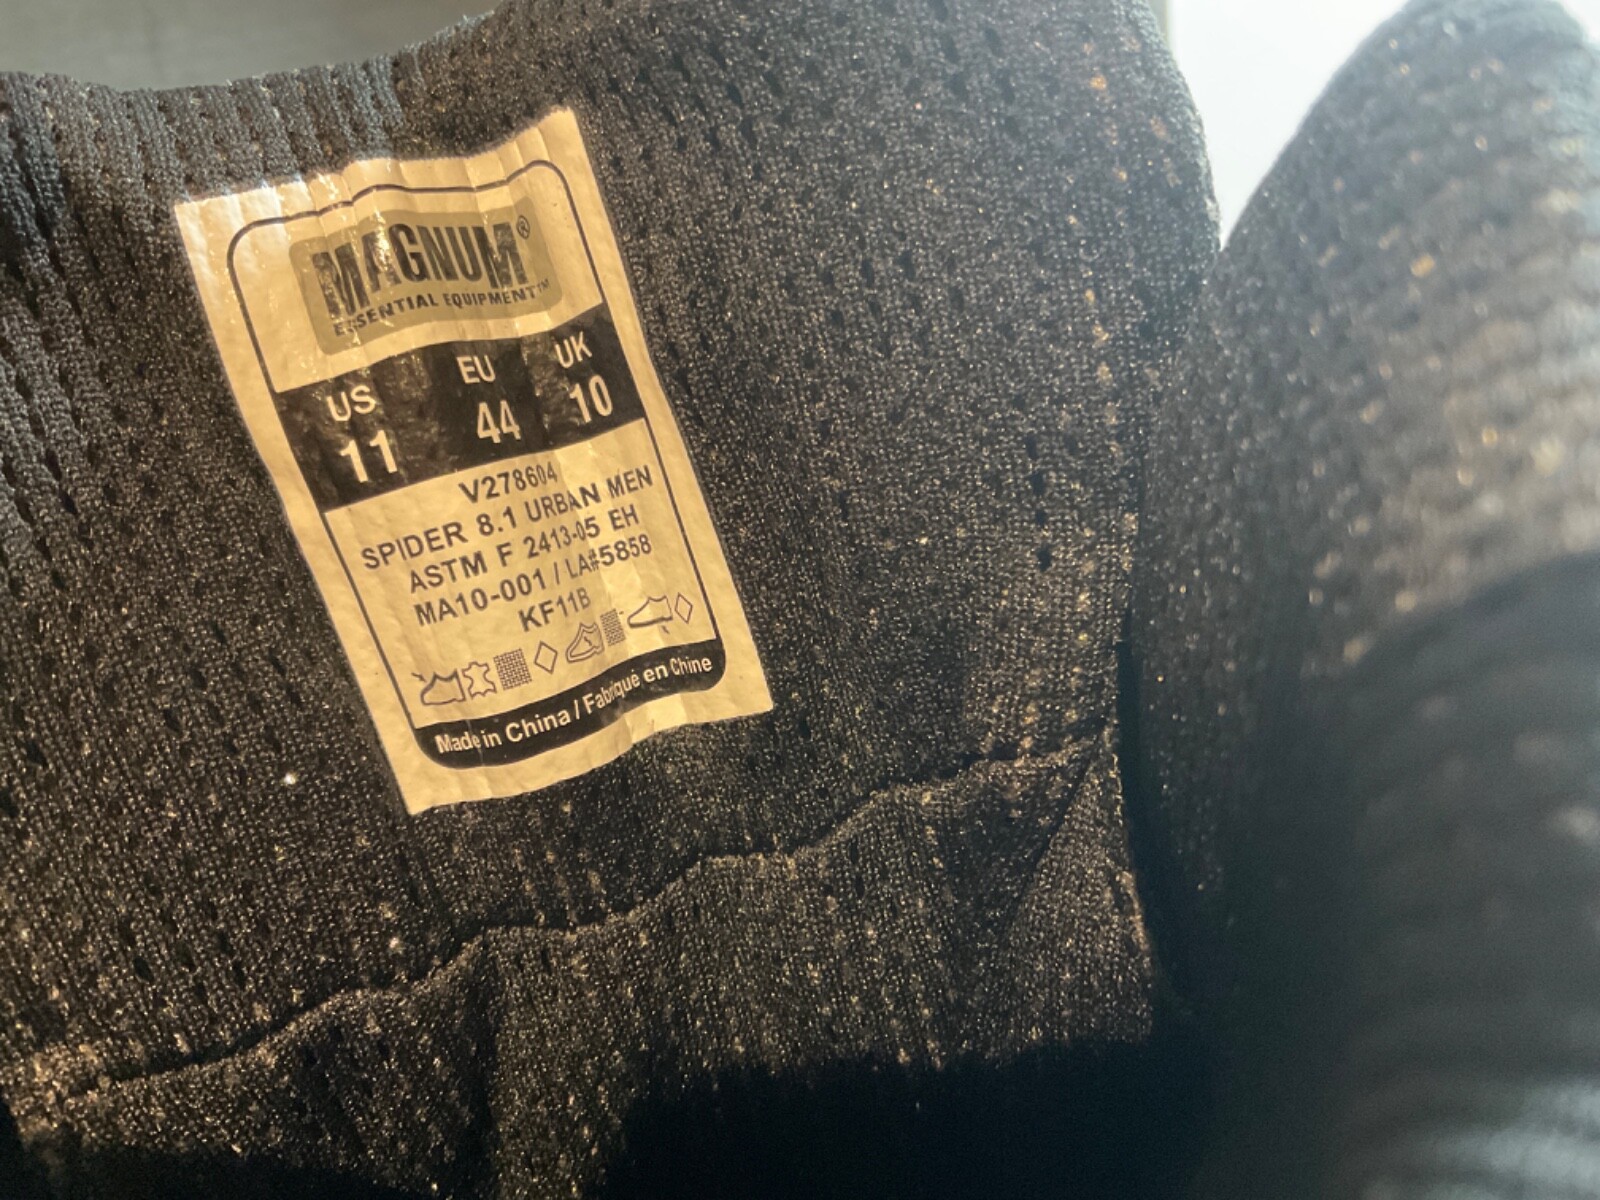 MAGNUM®
ESSENTIAL EQUIPMENT™
US EU UK
11 44 10
V278604
SPIDER 8.1 URBAN MEN
ASTM F 2413-05 EH
MA10-001 / LA#5858
KF11B
Made in China / Fabriqué en Chine